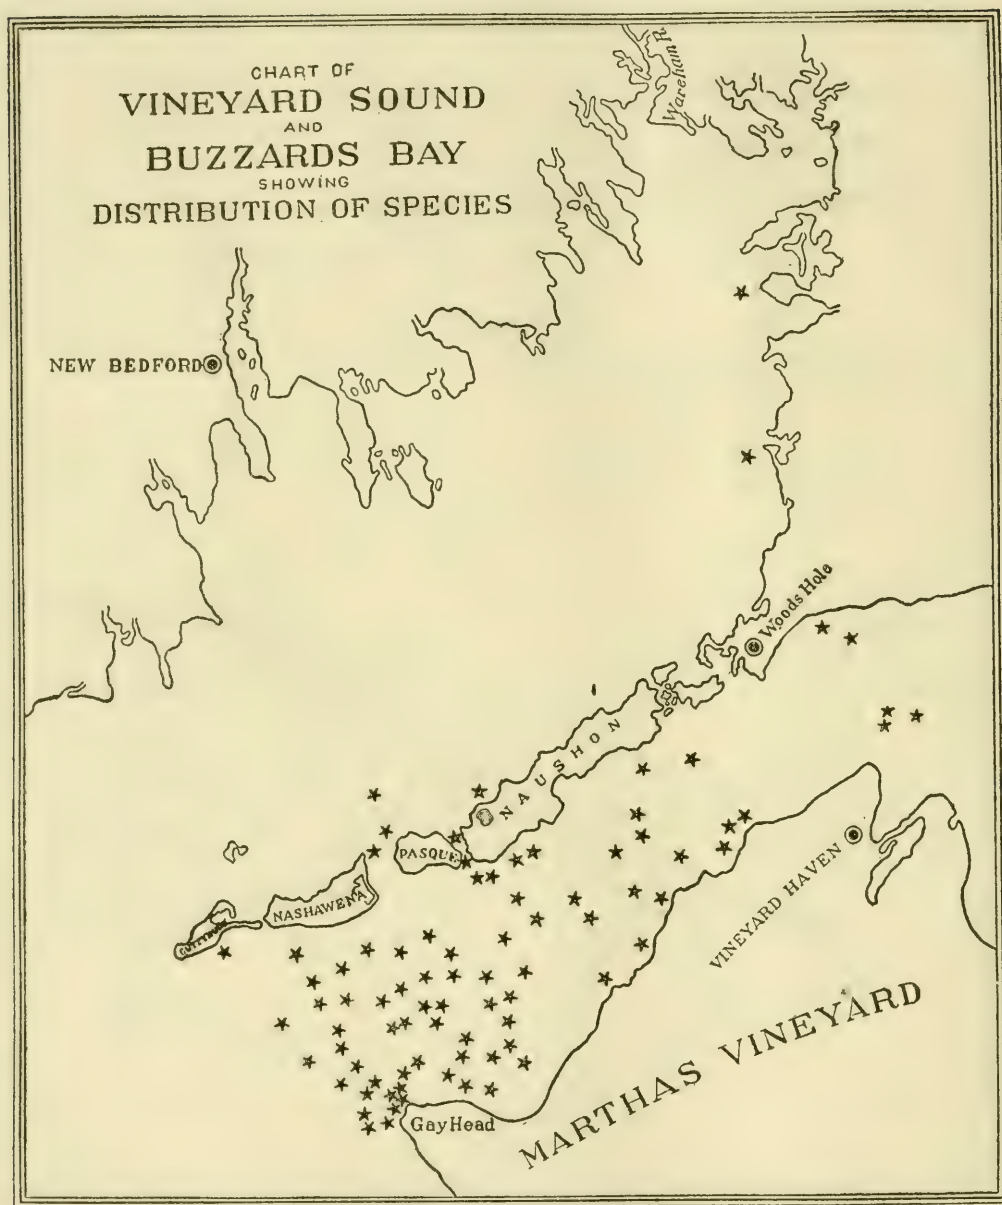 CHART OF
VINEYARD SOUND
AND
BUZZARDS BAY
SHOWING
DISTRIBUTION OF SPECIES
Wareham R.
NEW BEDFORD
Woods Hole
NAUSHON
PASQUE
NASHAWENA
VINEYARD HAVEN
MARTHAS VINEYARD
Gay Head